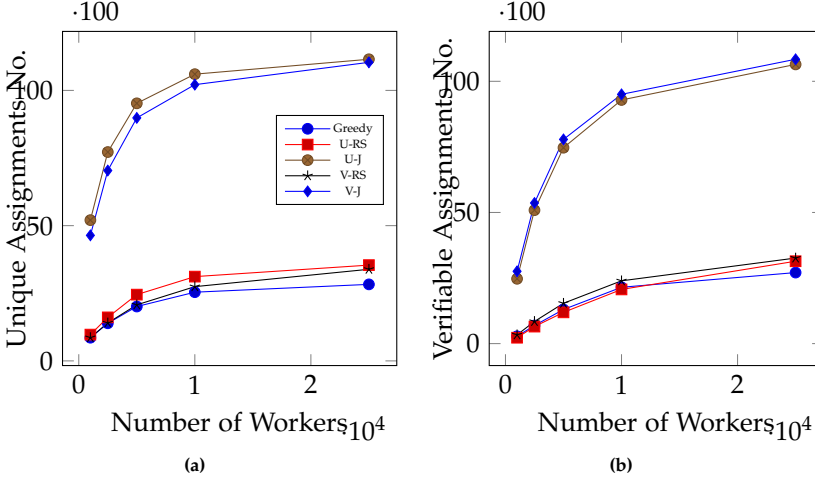 ·100
Unique Assignments No.
100
50
0
0
1
2
Number of Workers
·10⁴
Greedy
U-RS
U-J
V-RS
V-J
(a)
·100
Verifiable Assignments No.
100
50
0
0
1
2
Number of Workers
·10⁴
(b)